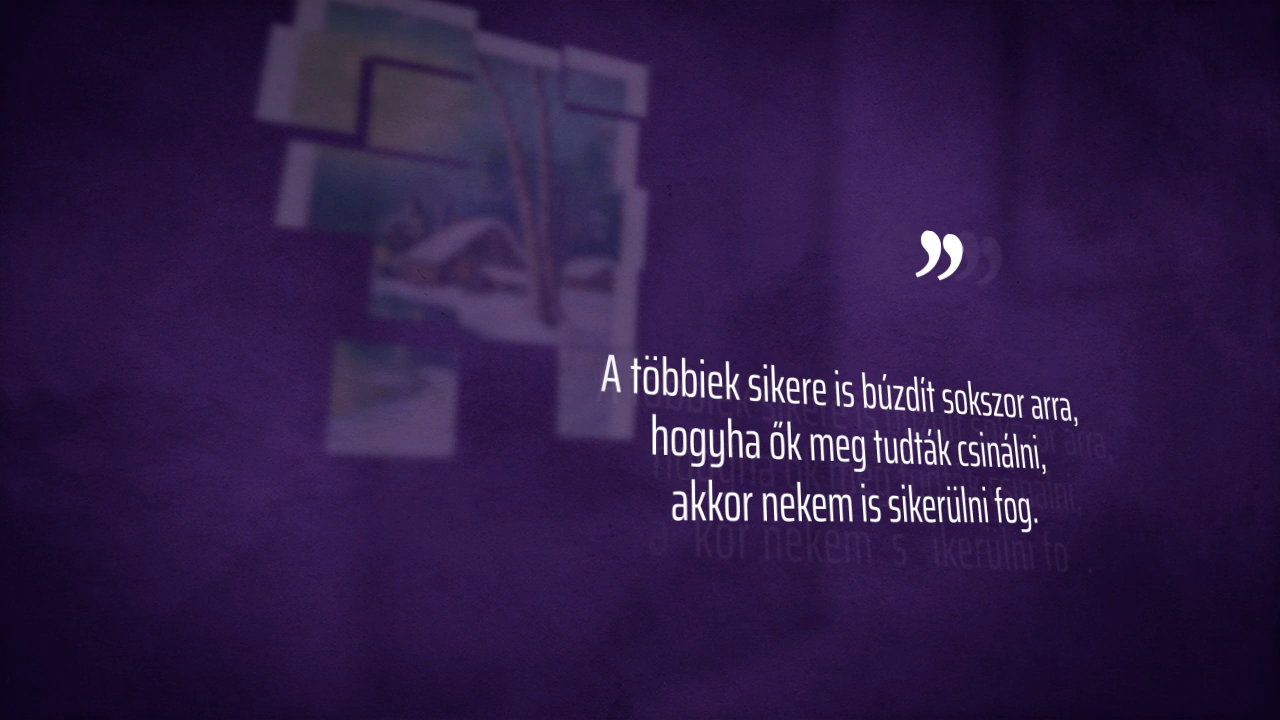 ”
A többiek sikere is búzdít sokszor arra,
hogyha ők meg tudták csinálni,
akkor nekem is sikerülni fog.